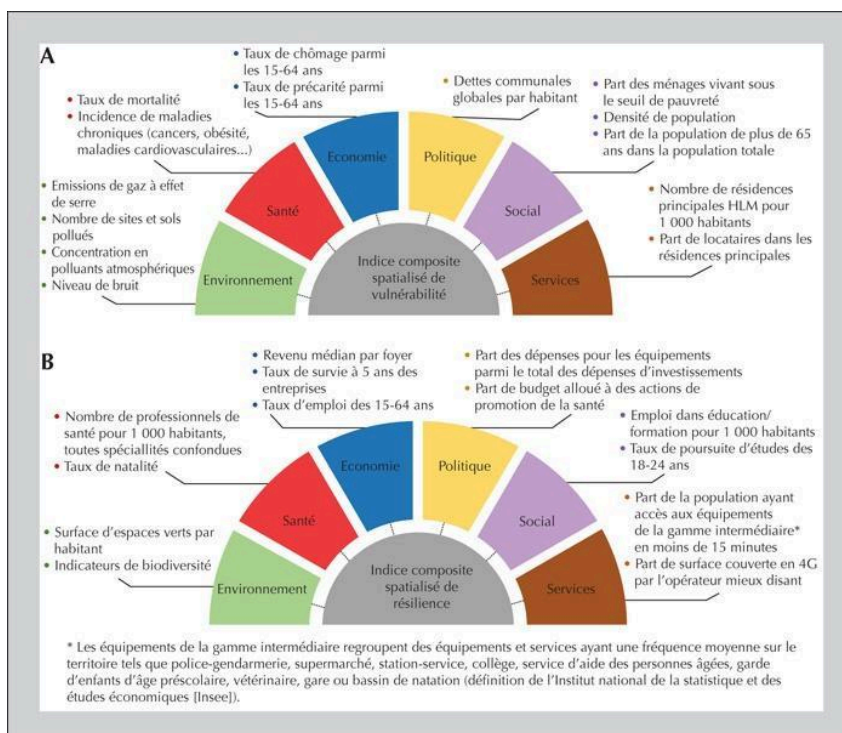 A
• Taux de chômage parmi
les 15-64 ans
• Taux de précarité parmi
les 15-64 ans
• Dettes communales
globales par habitant
• Part des ménages vivant sous
le seuil de pauvreté
• Densité de population
• Part de la population de plus de 65
ans dans la population totale
• Taux de mortalité
• Incidence de maladies
chroniques (cancers, obésité,
maladies cardiovasculaires...)
• Emissions de gaz à effet
de serre
• Nombre de sites et sols
pollués
• Concentration en
polluants atmosphériques
• Niveau de bruit
• Nombre de résidences
principales HLM pour
1 000 habitants
• Part de locataires dans les
résidences principales
Environnement
Santé
Economie
Politique
Social
Services
Indice composite
spatialisé de
vulnérabilité
B
• Revenu médian par foyer
• Taux de survie à 5 ans des
entreprises
• Taux d'emploi des 15-64 ans
• Part des dépenses pour les équipements
parmi le total des dépenses d'investissements
• Part de budget alloué à des actions de
promotion de la santé
• Nombre de professionnels de
santé pour 1 000 habitants,
toutes spéciallités confondues
• Taux de natalité
• Emploi dans éducation/
formation pour 1 000 habitants
• Taux de poursuite d'études des
18-24 ans
• Surface d'espaces verts par
habitant
• Indicateurs de biodiversité
• Part de la population ayant
accès aux équipements
de la gamme intermédiaire*
en moins de 15 minutes
• Part de surface couverte en 4G
par l'opérateur mieux disant
Environnement
Santé
Economie
Politique
Social
Services
Indice composite
spatialisé de
résilience
* Les équipements de la gamme intermédiaire regroupent des équipements et services ayant une fréquence moyenne sur le
territoire tels que police-gendarmerie, supermarché, station-service, collège, service d'aide des personnes âgées, garde
d'enfants d'âge préscolaire, vétérinaire, gare ou bassin de natation (définition de l'Institut national de la statistique et des
études économiques [Insee]).